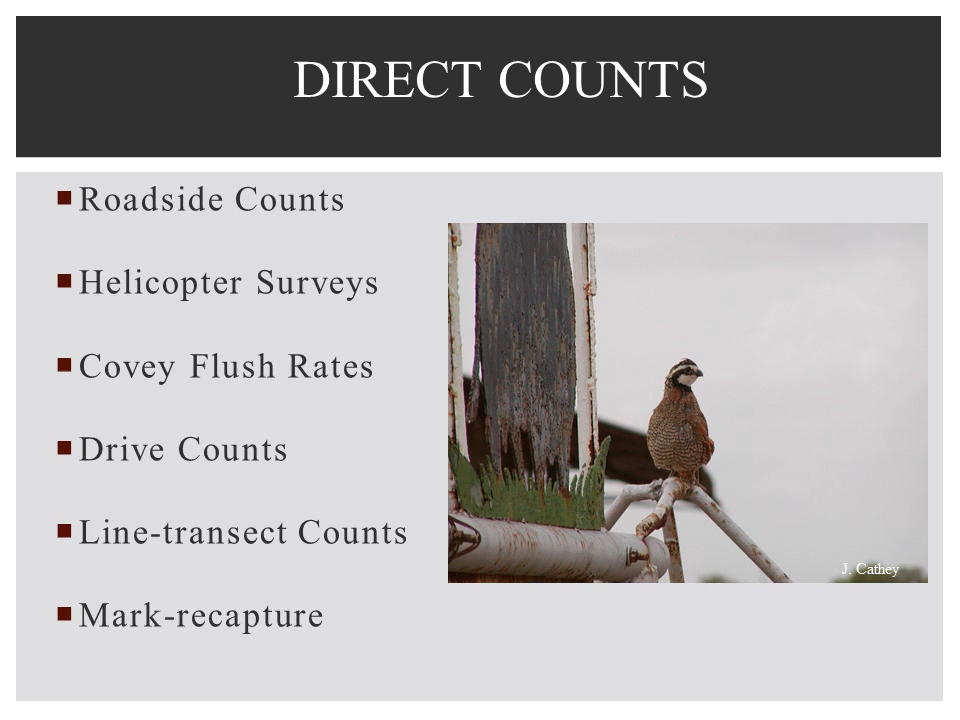 DIRECT COUNTS
Roadside Counts
Helicopter Surveys
Covey Flush Rates
Drive Counts
Line-transect Counts
Mark-recapture
J. Cathey